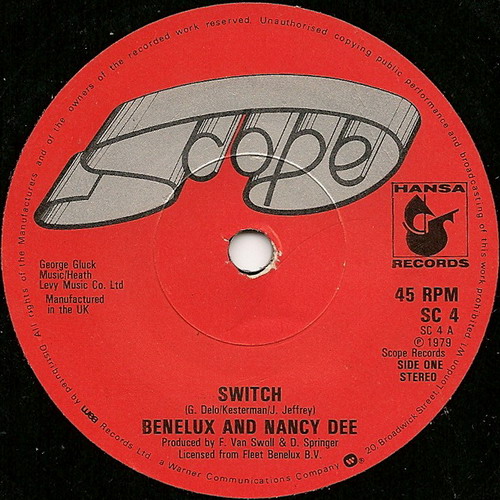 All rights of the Manufacturers and of the owners of the recorded work reserved. Unauthorised copying public performance and broadcasting of this work prohibited
Scope
HANSA
RECORDS
George Gluck
Music/Heath
Levy Music Co. Ltd
Manufactured
in the UK
45 RPM
SC 4
SC 4 A
℗ 1979
Scope Records
SIDE ONE
STEREO
SWITCH
(G. Delo/Kesterman/J. Jeffrey)
BENELUX AND NANCY DEE
Produced by F. Van Swoll & D. Springer
Licensed from Fleet Benelux B.V.
Distributed by wea Records Ltd. a Warner Communications Company 20 Broadwick Street, London W1